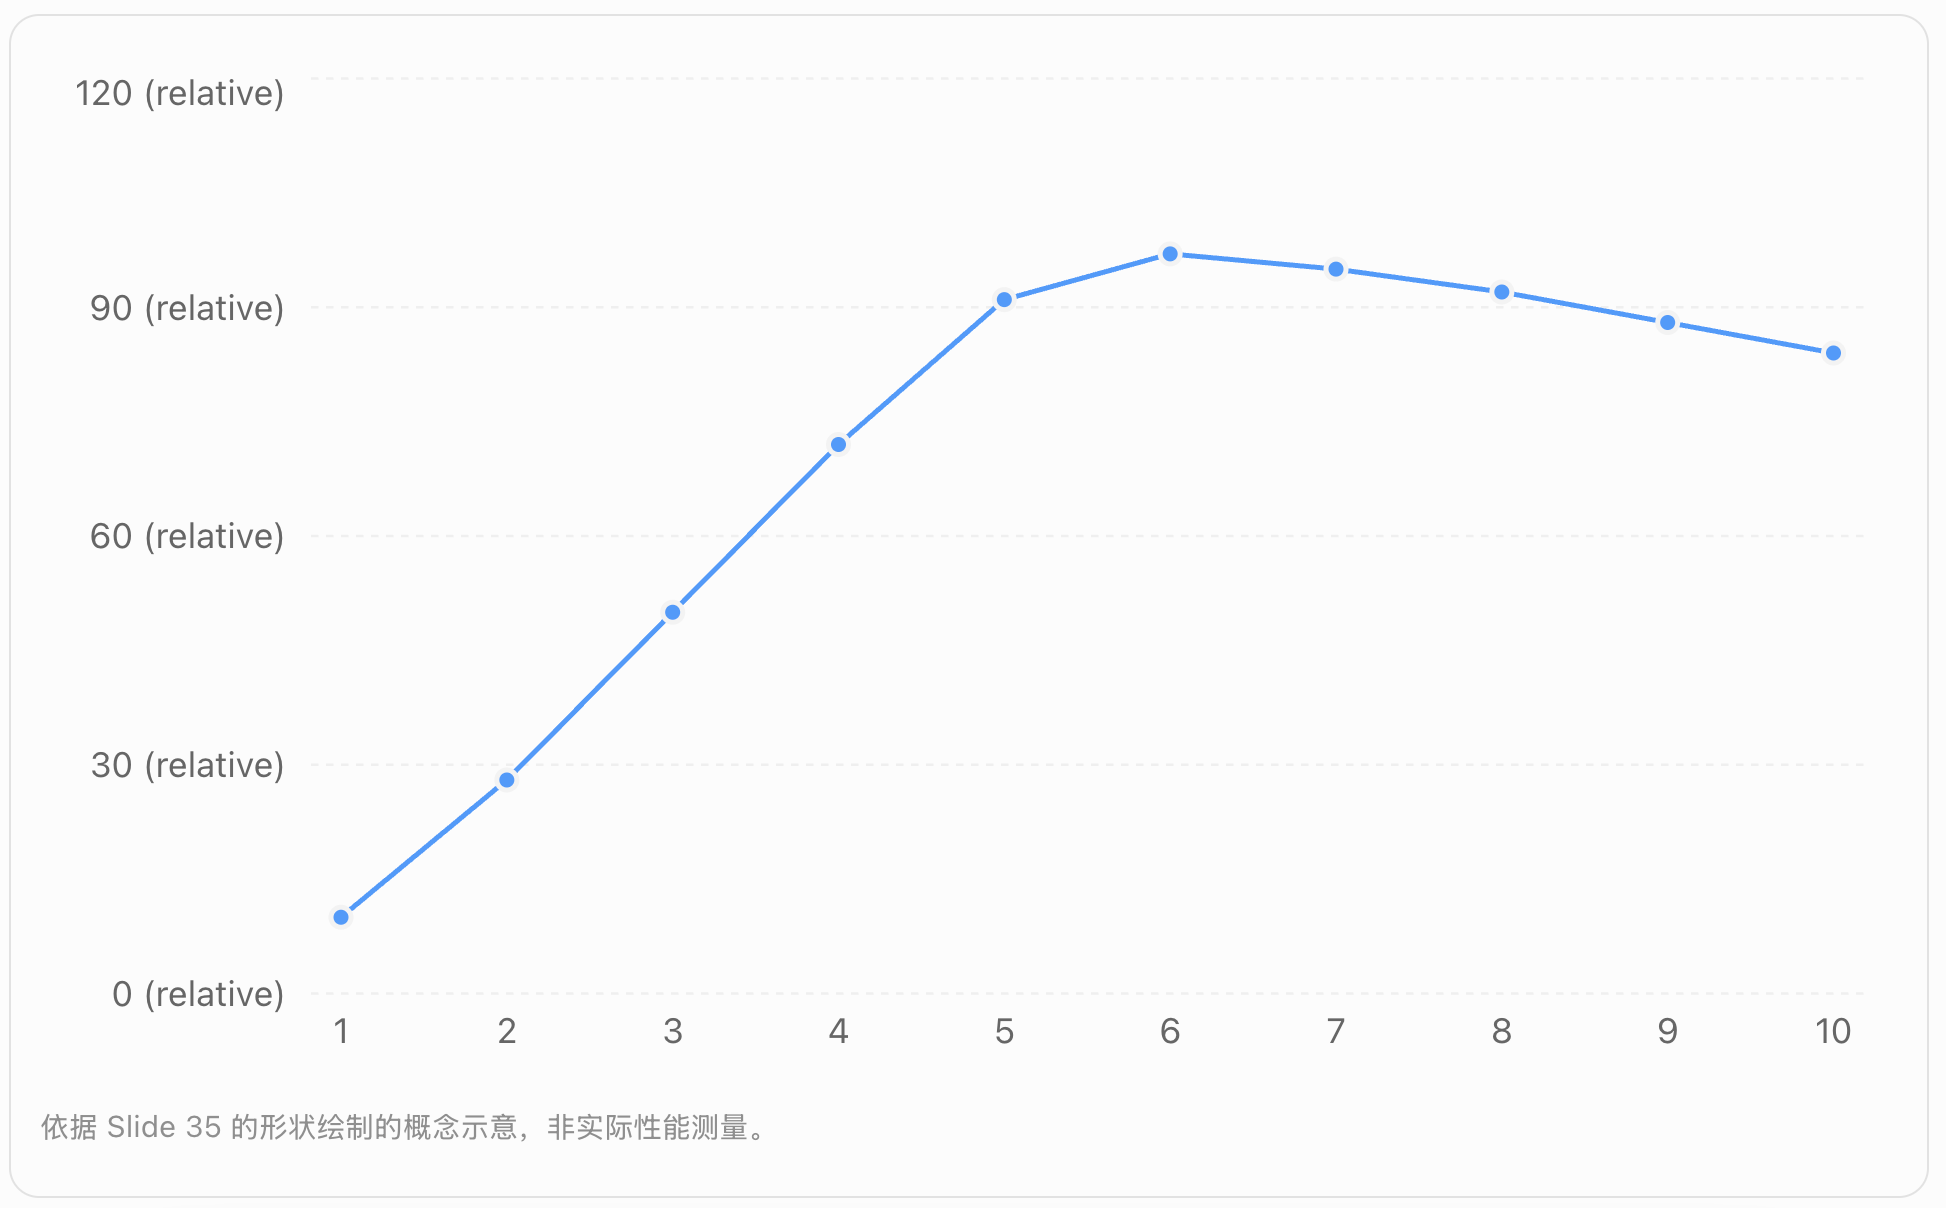 120 (relative)
90 (relative)
60 (relative)
30 (relative)
0 (relative)
1 2 3 4 5 6 7 8 9 10
依据 Slide 35 的形状绘制的概念示意，非实际性能测量。